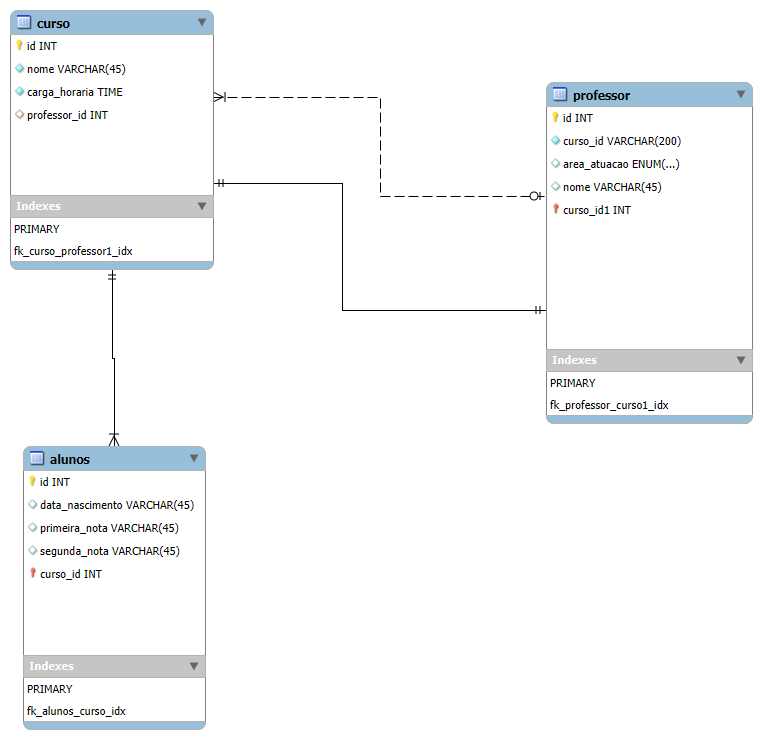 curso
id INT
nome VARCHAR(45)
carga_horaria TIME
professor_id INT
Indexes
PRIMARY
fk_curso_professor1_idx
professor
id INT
curso_id VARCHAR(200)
area_atuacao ENUM(...)
nome VARCHAR(45)
curso_id1 INT
Indexes
PRIMARY
fk_professor_curso1_idx
alunos
id INT
data_nascimento VARCHAR(45)
primeira_nota VARCHAR(45)
segunda_nota VARCHAR(45)
curso_id INT
Indexes
PRIMARY
fk_alunos_curso_idx